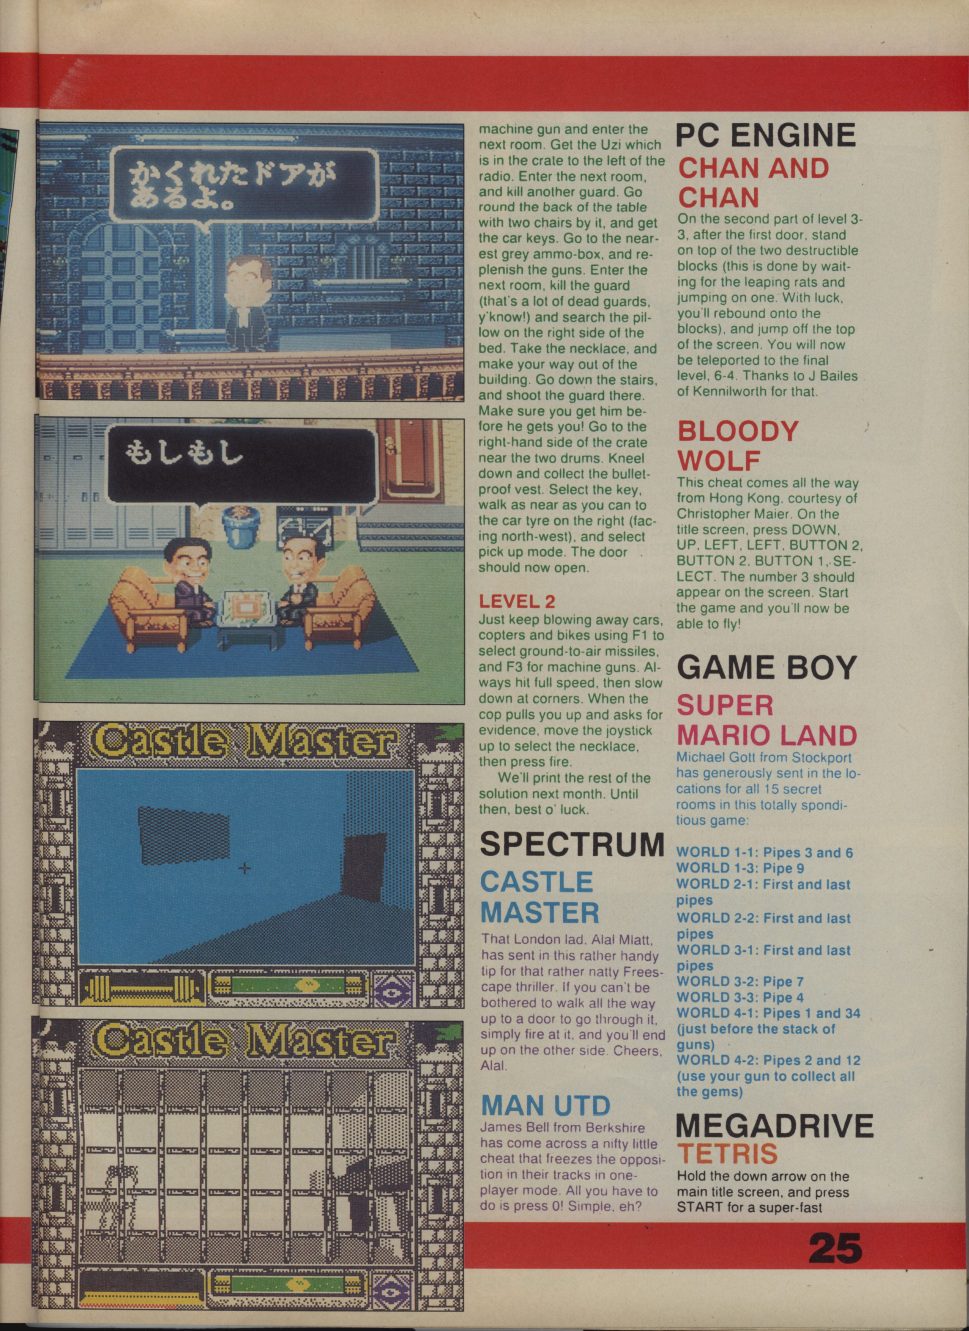 かくれたドアが
あるよ。
もしもし
Castle Master
Castle Master
machine gun and enter the
next room. Get the Uzi which
is in the crate to the left of the
radio. Enter the next room,
and kill another guard. Go
round the back of the table
with two chairs by it, and get
the car keys. Go to the near-
est grey ammo-box, and re-
plenish the guns. Enter the
next room, kill the guard
(that's a lot of dead guards,
y'know!) and search the pil-
low on the right side of the
bed. Take the necklace, and
make your way out of the
building. Go down the stairs,
and shoot the guard there.
Make sure you get him be-
fore he gets you! Go to the
right-hand side of the crate
near the two drums. Kneel
down and collect the bullet-
proof vest. Select the key,
walk as near as you can to
the car tyre on the right (fac-
ing north-west), and select
pick up mode. The door
should now open.
LEVEL 2
Just keep blowing away cars,
copters and bikes using F1 to
select ground-to-air missiles,
and F3 for machine guns. Al-
ways hit full speed, then slow
down at corners. When the
cop pulls you up and asks for
evidence, move the joystick
up to select the necklace,
then press fire.
We'll print the rest of the
solution next month. Until
then, best o' luck.
SPECTRUM
CASTLE
MASTER
That London lad, Alal Mlatt,
has sent in this rather handy
tip for that rather natty Frees-
cape thriller. If you can't be
bothered to walk all the way
up to a door to go through it,
simply fire at it, and you'll end
up on the other side. Cheers,
Alal.
MAN UTD
James Bell from Berkshire
has come across a nifty little
cheat that freezes the opposi-
tion in their tracks in one-
player mode. All you have to
do is press 0! Simple, eh?
PC ENGINE
CHAN AND
CHAN
On the second part of level 3-
3, after the first door, stand
on top of the two destructible
blocks (this is done by wait-
ing for the leaping rats and
jumping on one. With luck,
you'll rebound onto the
blocks), and jump off the top
of the screen. You will now
be teleported to the final
level, 6-4. Thanks to J Bailes
of Kennilworth for that.
BLOODY
WOLF
This cheat comes all the way
from Hong Kong, courtesy of
Christopher Maier. On the
title screen, press DOWN,
UP, LEFT, LEFT, BUTTON 2,
BUTTON 2, BUTTON 1, SE-
LECT. The number 3 should
appear on the screen. Start
the game and you'll now be
able to fly!
GAME BOY
SUPER
MARIO LAND
Michael Gott from Stockport
has generously sent in the lo-
cations for all 15 secret
rooms in this totally spondi-
tious game:
WORLD 1-1: Pipes 3 and 6
WORLD 1-3: Pipe 9
WORLD 2-1: First and last
pipes
WORLD 2-2: First and last
pipes
WORLD 3-1: First and last
pipes
WORLD 3-2: Pipe 7
WORLD 3-3: Pipe 4
WORLD 4-1: Pipes 1 and 34
(just before the stack of
guns)
WORLD 4-2: Pipes 2 and 12
(use your gun to collect all
the gems)
MEGADRIVE
TETRIS
Hold the down arrow on the
main title screen, and press
START for a super-fast
25